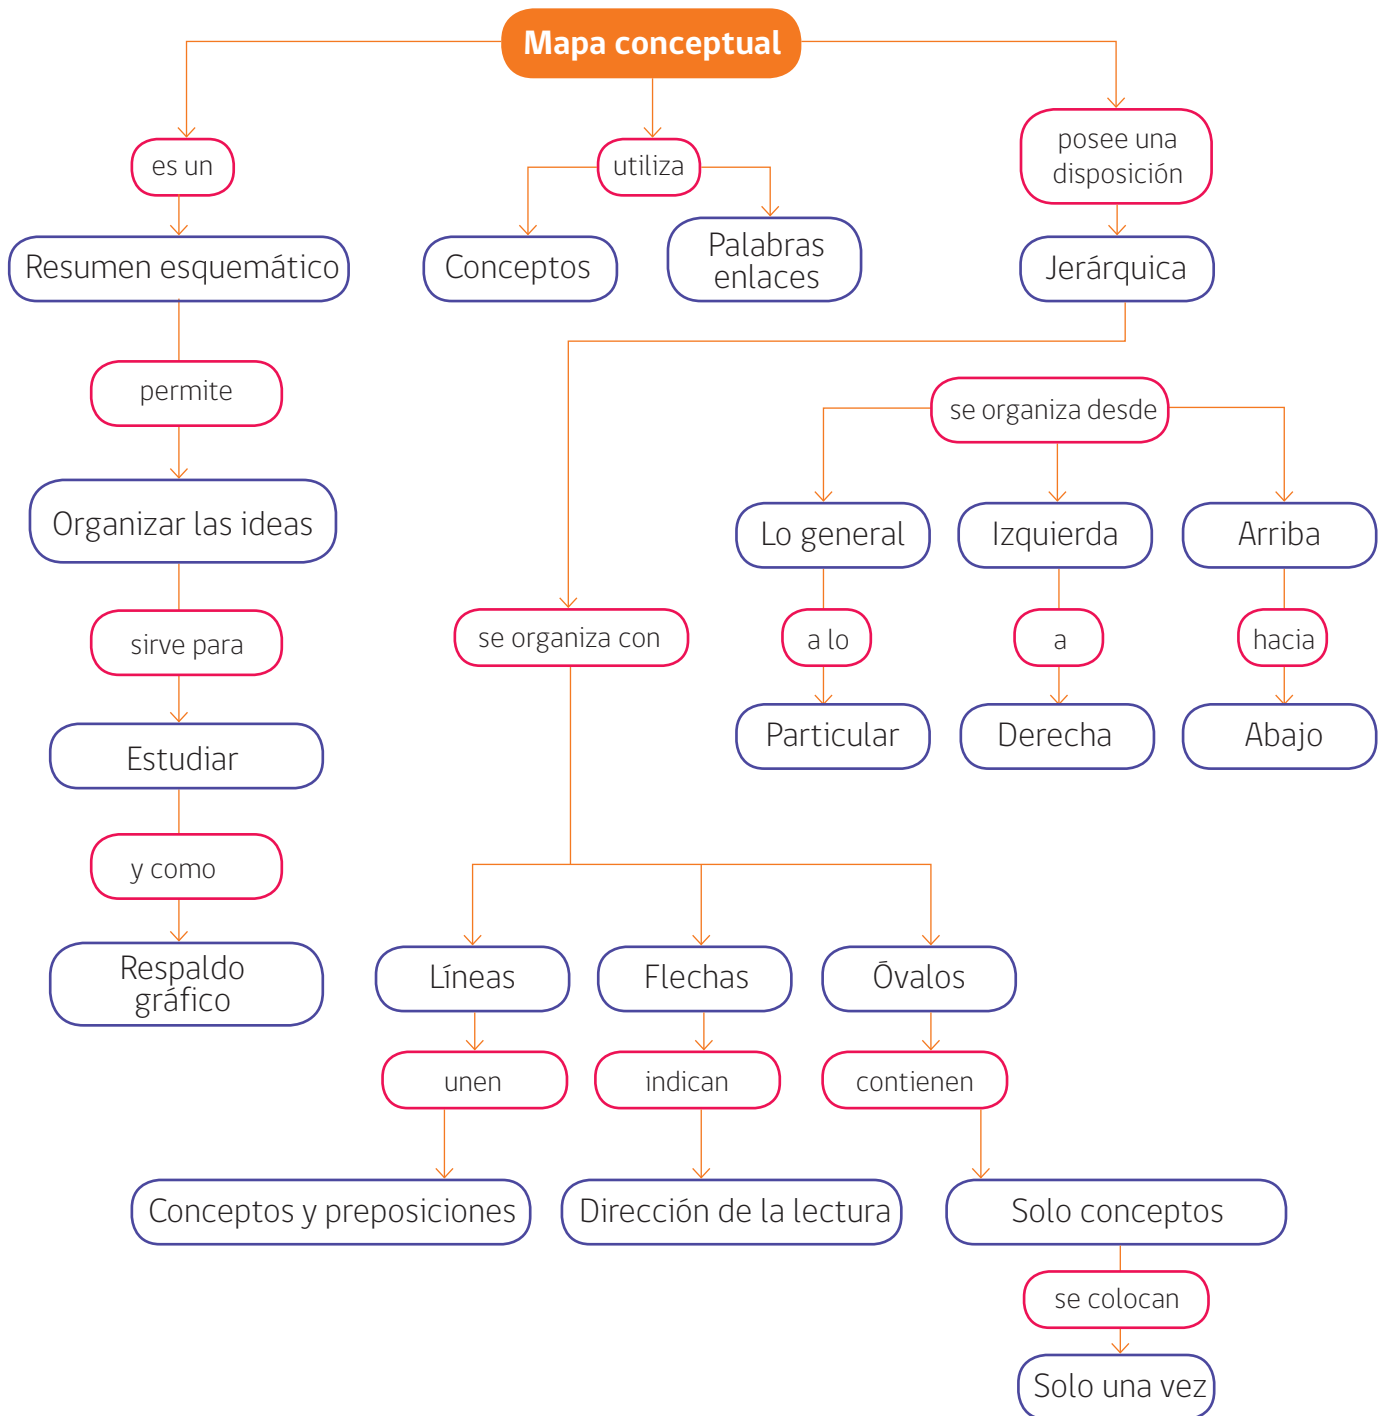 Mapa conceptual
es un
utiliza
posee una
disposición
Resumen esquemático
Conceptos
Palabras
enlaces
Jerárquica
permite
se organiza desde
Organizar las ideas
Lo general
Izquierda
Arriba
sirve para
se organiza con
a lo
a
hacia
Estudiar
Particular
Derecha
Abajo
y como
Respaldo
gráfico
Líneas
Flechas
Óvalos
unen
indican
contienen
Conceptos y preposiciones
Dirección de la lectura
Solo conceptos
se colocan
Solo una vez